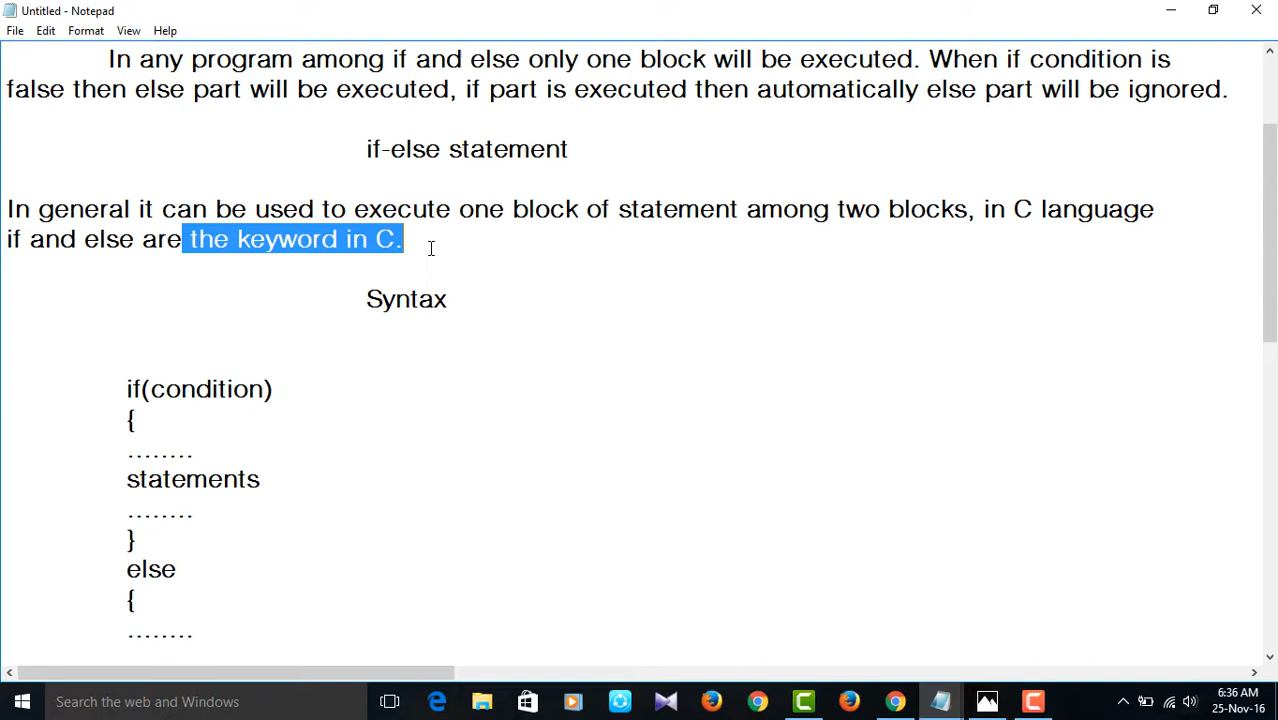 Untitled - Notepad
File Edit Format View Help
In any program among if and else only one block will be executed. When if condition is
false then else part will be executed, if part is executed then automatically else part will be ignored.
if-else statement
In general it can be used to execute one block of statement among two blocks, in C language
if and else are the keyword in C.
Syntax
if(condition)
{
........
statements
........
}
else
{
........
Search the web and Windows
6:36 AM
25-Nov-16